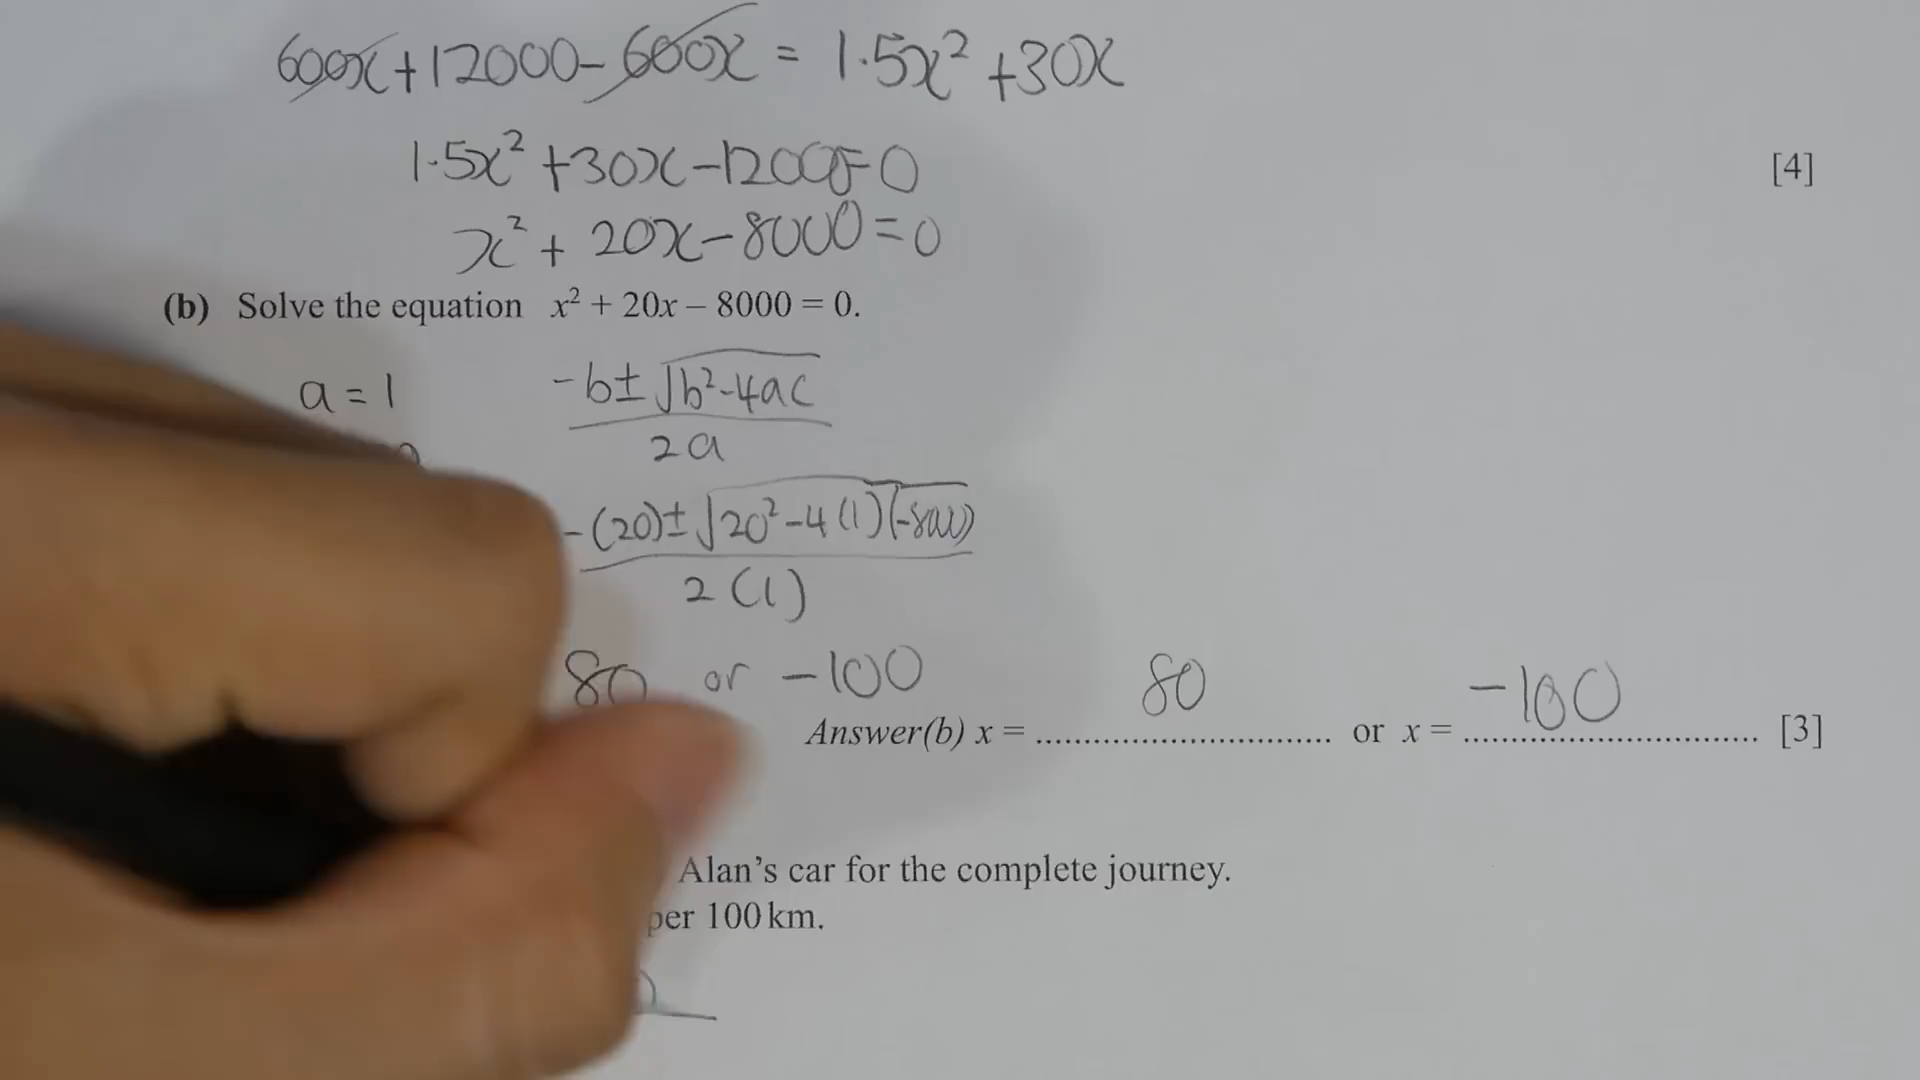 600x + 12000 - 600x = 1.5x² + 30x
1.5x² + 30x - 12000 = 0
[4]
x² + 20x - 8000 = 0
(b) Solve the equation x² + 20x – 8000 = 0.
a = 1
-b ± √b² - 4ac
2a
-(20) ± √20² - 4(1)(-8000)
2(1)
80 or -100
Answer(b) x = 80 or x = -100 [3]
Alan's car for the complete journey.
per 100 km.